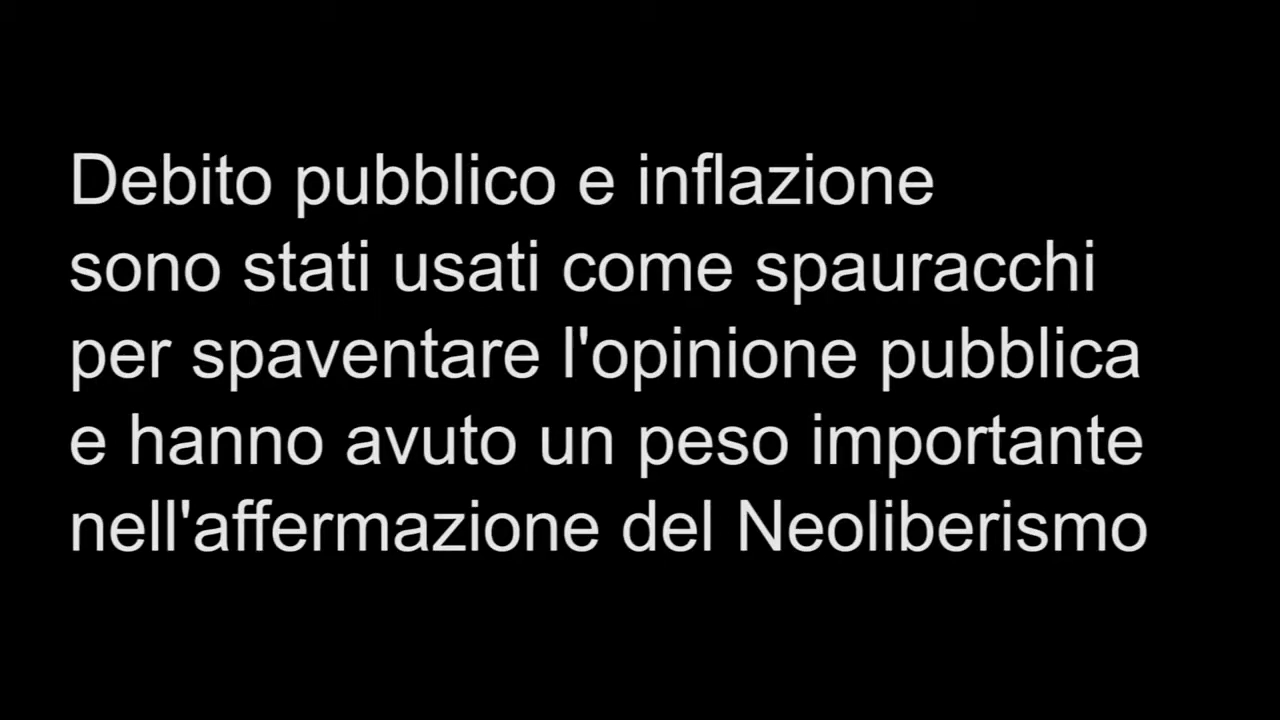 Debito pubblico e inflazione
sono stati usati come spauracchi
per spaventare l'opinione pubblica
e hanno avuto un peso importante
nell'affermazione del Neoliberismo